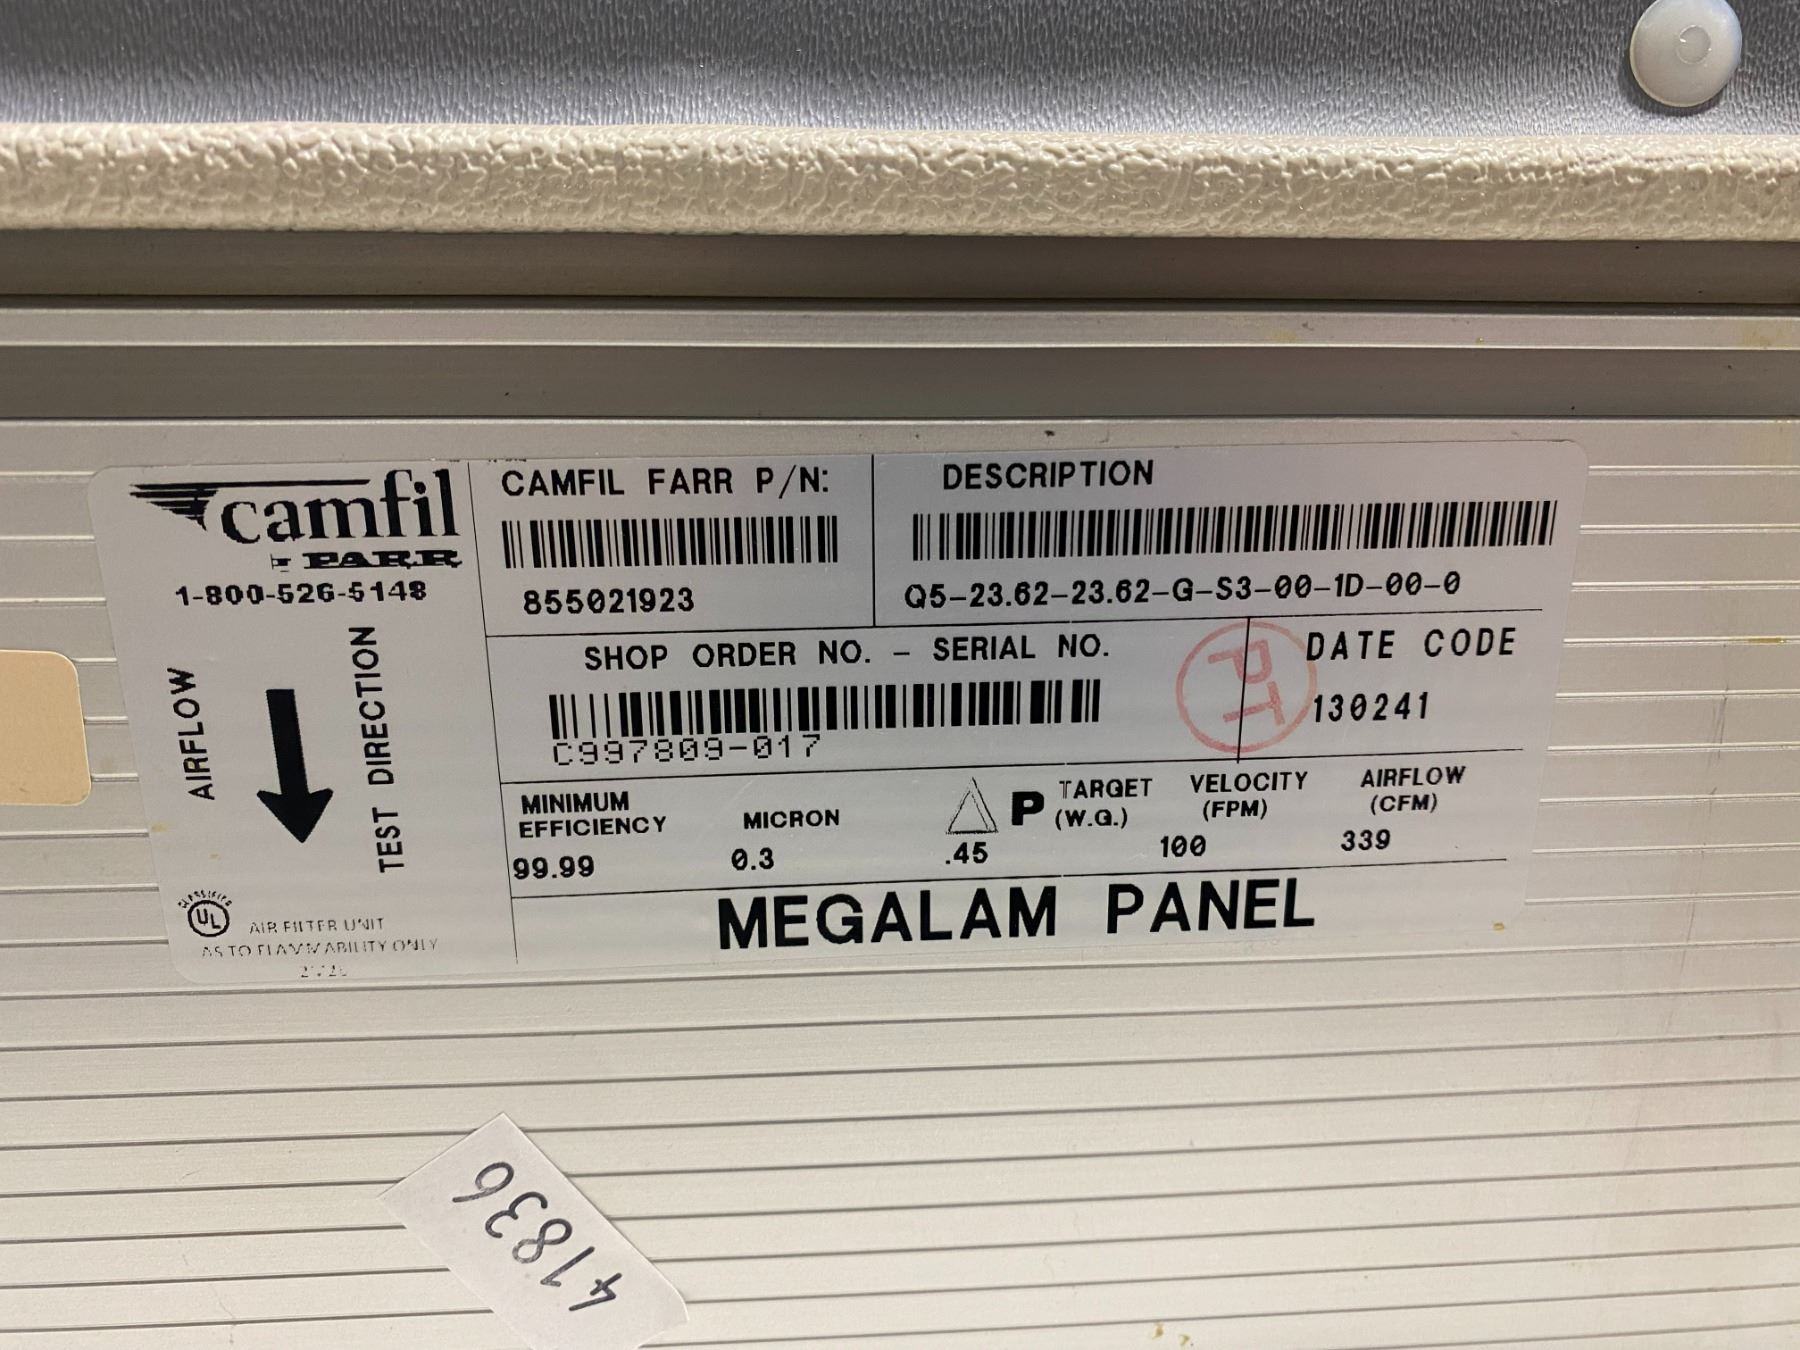 camfil
FARR
1-800-526-5148
AIRFLOW
TEST DIRECTION
UL
CLASSIFIED
AIR FILTER UNIT
AS TO FLAMMABILITY ONLY
CAMFIL FARR P/N:
855021923
DESCRIPTION
Q5-23.62-23.62-G-S3-00-1D-00-0
SHOP ORDER NO. - SERIAL NO.
C997809-017
PT
DATE CODE
130241
MINIMUM
EFFICIENCY
99.99
MICRON
0.3
△ P TARGET
(W.G.)
.45
VELOCITY
(FPM)
100
AIRFLOW
(CFM)
339
MEGALAM PANEL
41836